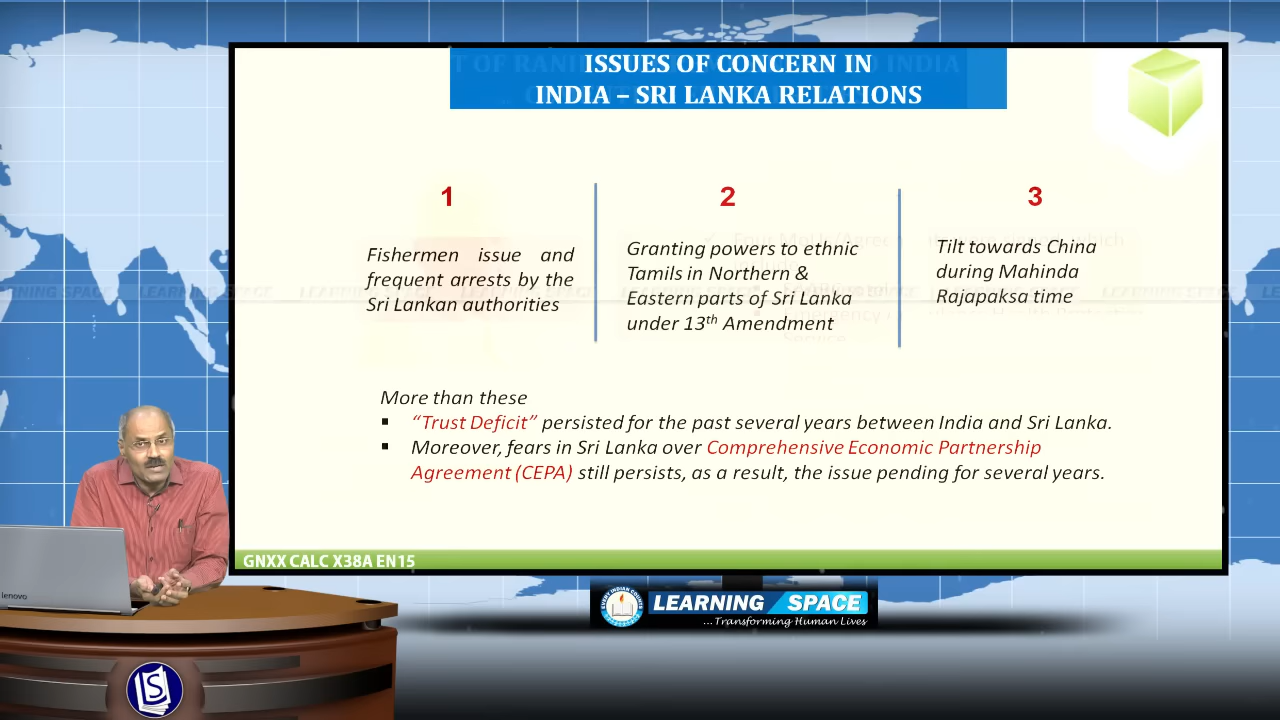 ISSUES OF CONCERN IN
INDIA – SRI LANKA RELATIONS
1
Fishermen issue and
frequent arrests by the
Sri Lankan authorities
2
Granting powers to ethnic
Tamils in Northern &
Eastern parts of Sri Lanka
under 13th Amendment
3
Tilt towards China
during Mahinda
Rajapaksa time
More than these
▪ “Trust Deficit” persisted for the past several years between India and Sri Lanka.
▪ Moreover, fears in Sri Lanka over Comprehensive Economic Partnership
Agreement (CEPA) still persists, as a result, the issue pending for several years.
GNXX CALC X38A EN15
LEARNING SPACE
...Transforming Human Lives
lenovo
LS